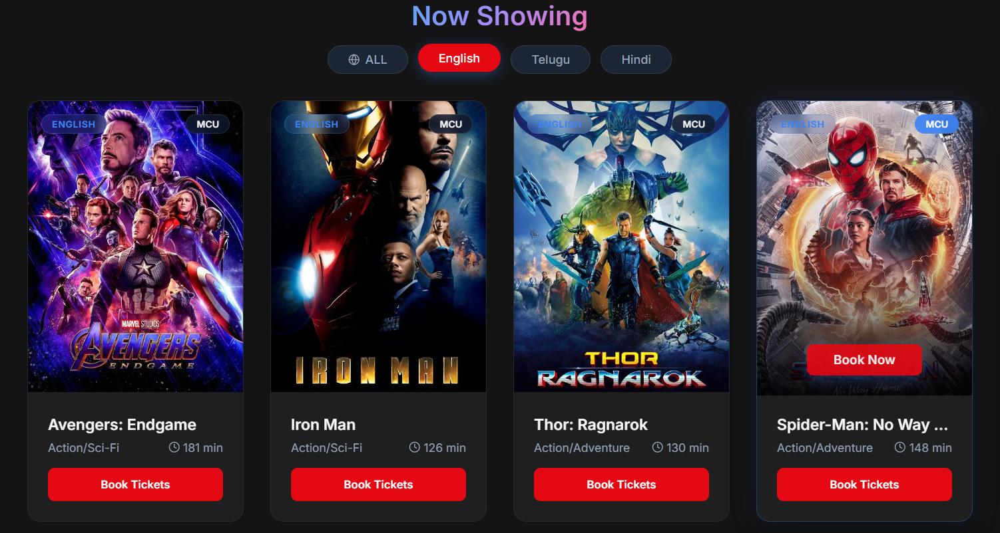 Now Showing
ALL English Telugu Hindi
ENGLISH MCU
ENGLISH MCU
ENGLISH MCU
ENGLISH MCU
MARVEL STUDIOS
AVENGERS
ENDGAME
IRON MAN
THOR
RAGNAROK
Book Now
No Way Home
Avengers: Endgame
Action/Sci-Fi 181 min
Book Tickets
Iron Man
Action/Sci-Fi 126 min
Book Tickets
Thor: Ragnarok
Action/Adventure 130 min
Book Tickets
Spider-Man: No Way ...
Action/Adventure 148 min
Book Tickets